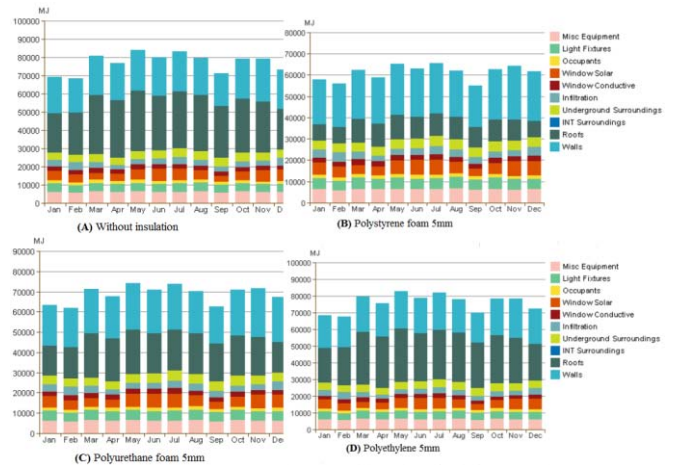 MJ
100000
90000
80000
70000
60000
50000
40000
30000
20000
10000
0
Jan Feb Mar Apr May Jun Jul Aug Sep Oct Nov D
(A) Without insulation
MJ
80000
70000
60000
50000
40000
30000
20000
10000
0
Jan Feb Mar Apr May Jun Jul Aug Sep Oct Nov Dec
(B) Polystyrene foam 5mm
Misc Equipment
Light Fixtures
Occupants
Window Solar
Window Conductive
Infiltration
Underground Surroundings
INT Surroundings
Roofs
Walls
MJ
90000
80000
70000
60000
50000
40000
30000
20000
10000
0
Jan Feb Mar Apr May Jun Jul Aug Sep Oct Nov De
(C) Polyurethane foam 5mm
MJ
100000
90000
80000
70000
60000
50000
40000
30000
20000
10000
0
Jan Feb Mar Apr May Jun Jul Aug Sep Oct Nov Dec
(D) Polyethylene 5mm
Misc Equipment
Light Fixtures
Occupants
Window Solar
Window Conductive
Infiltration
Underground Surroundings
INT Surroundings
Roofs
Walls